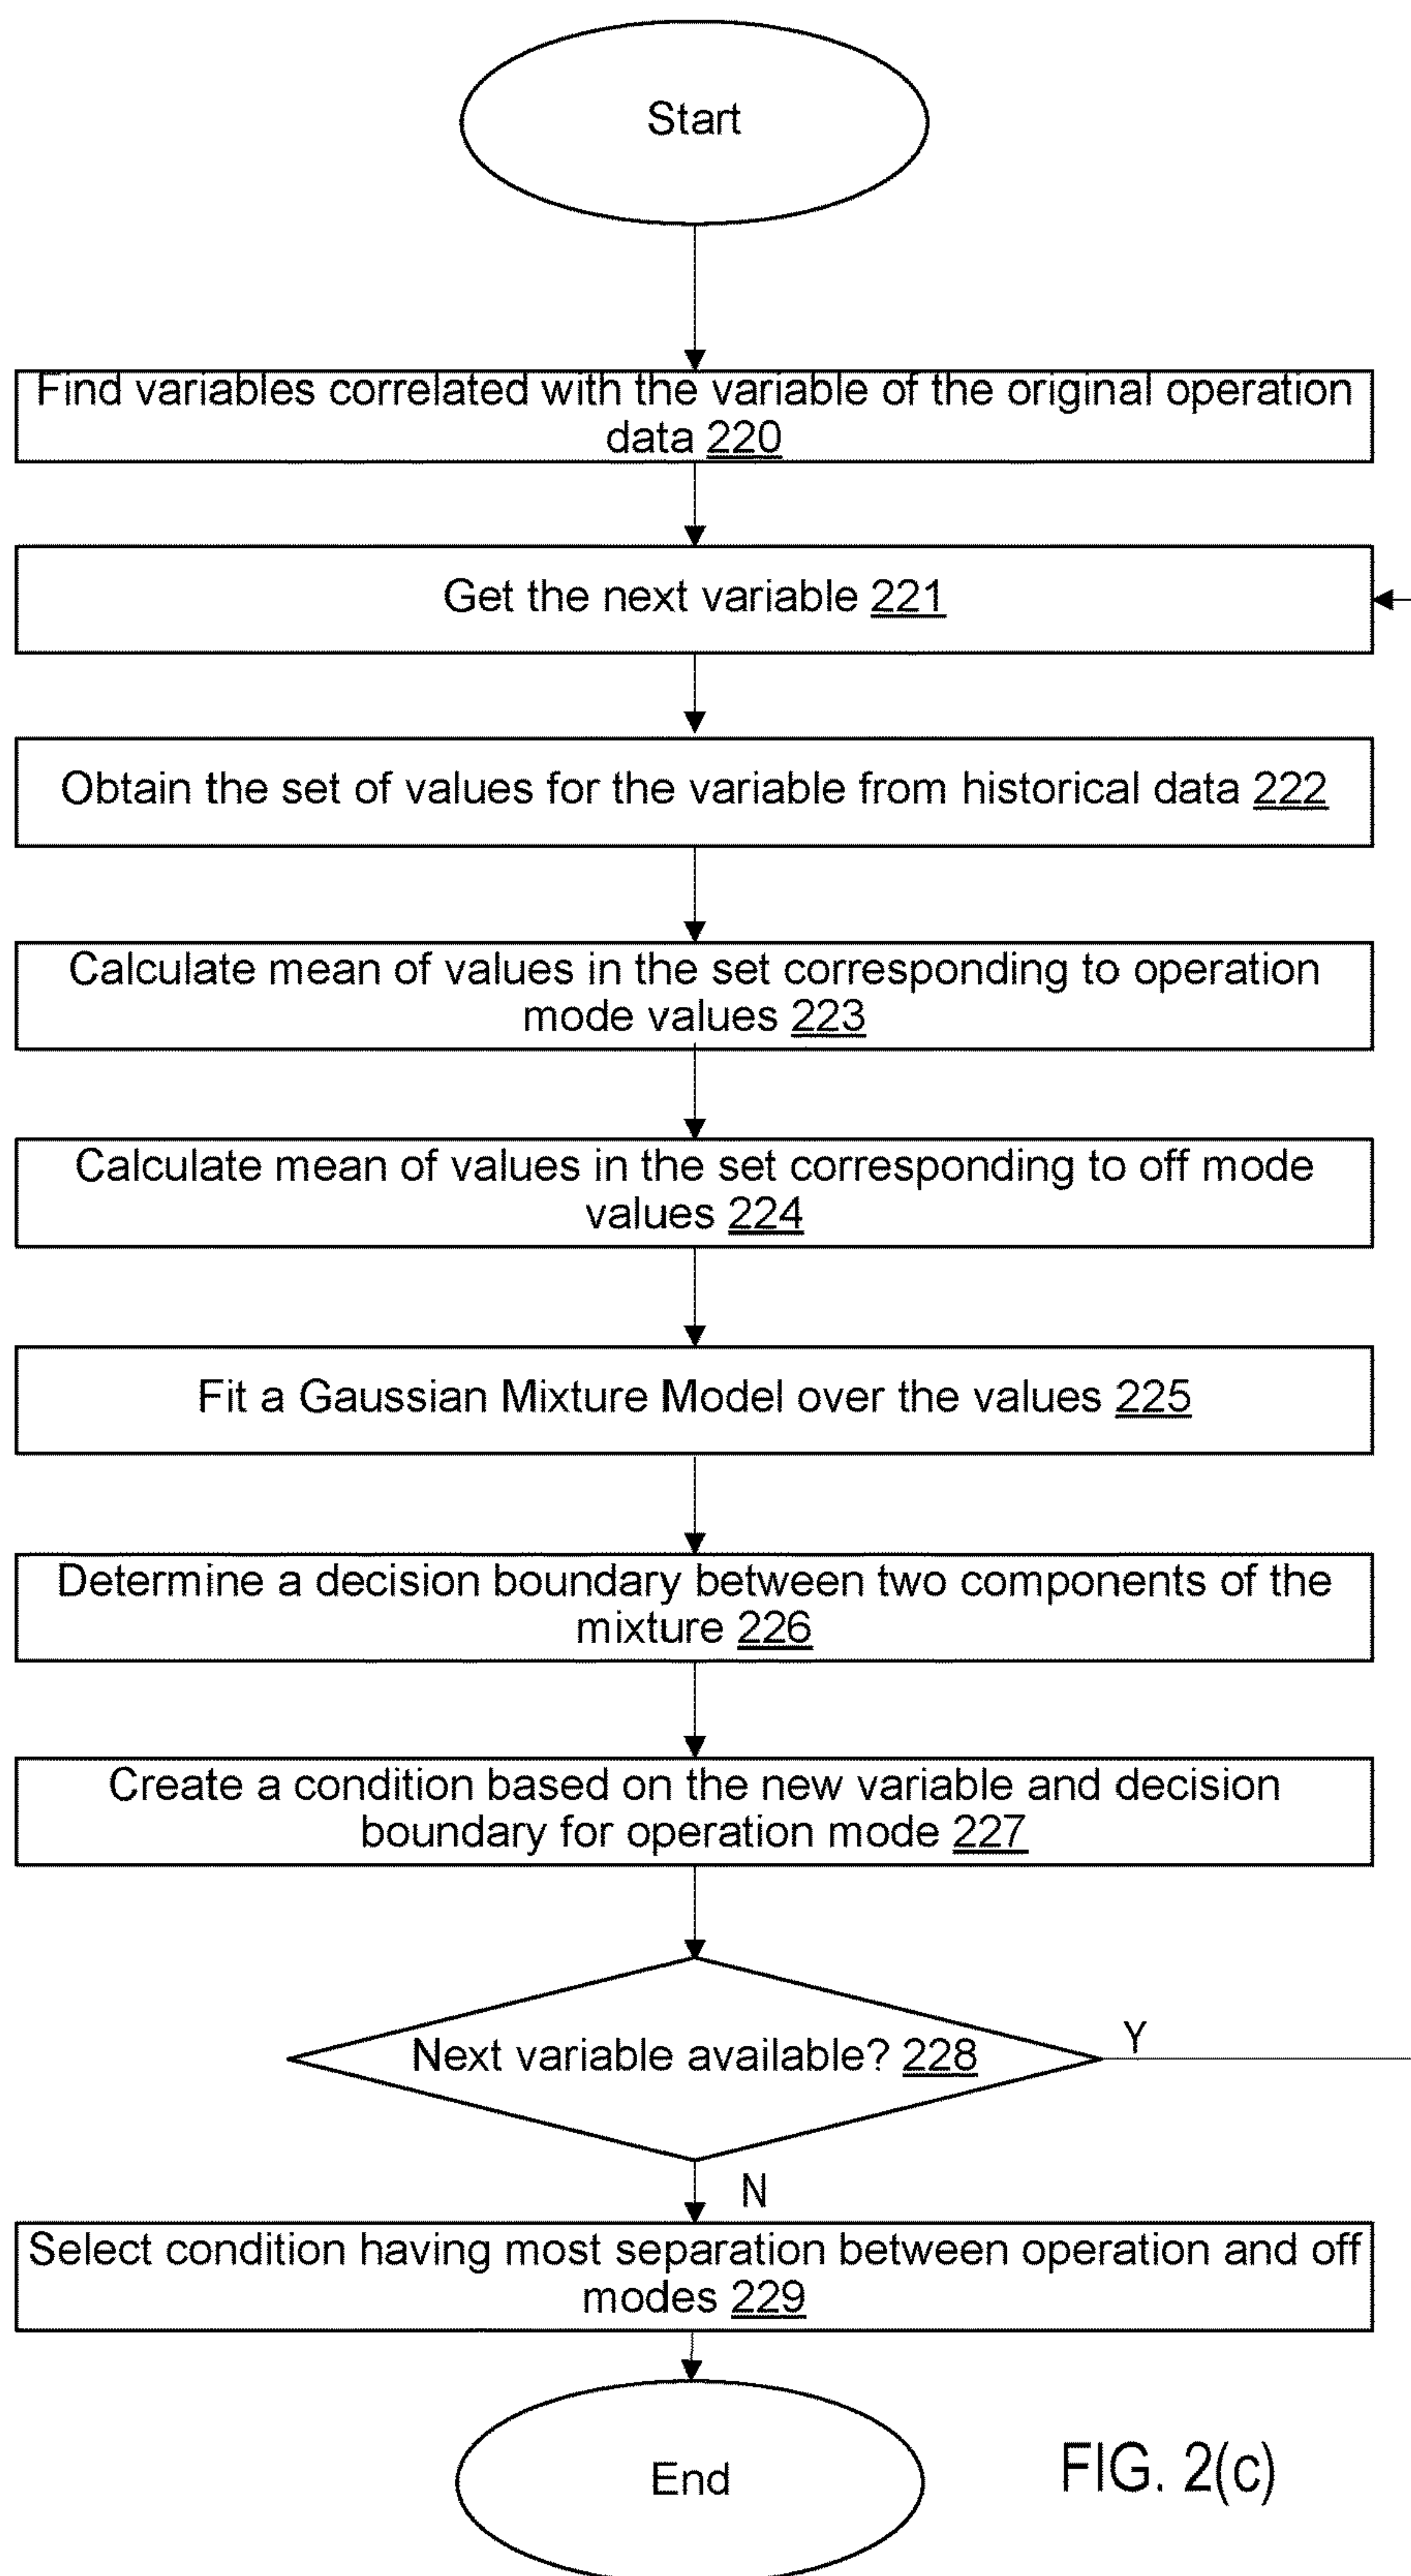 Start
Find variables correlated with the variable of the original operation
data 220
Get the next variable 221
Obtain the set of values for the variable from historical data 222
Calculate mean of values in the set corresponding to operation
mode values 223
Calculate mean of values in the set corresponding to off mode
values 224
Fit a Gaussian Mixture Model over the values 225
Determine a decision boundary between two components of the
mixture 226
Create a condition based on the new variable and decision
boundary for operation mode 227
Next variable available? 228
Y
N
Select condition having most separation between operation and off
modes 229
End
FIG. 2(c)